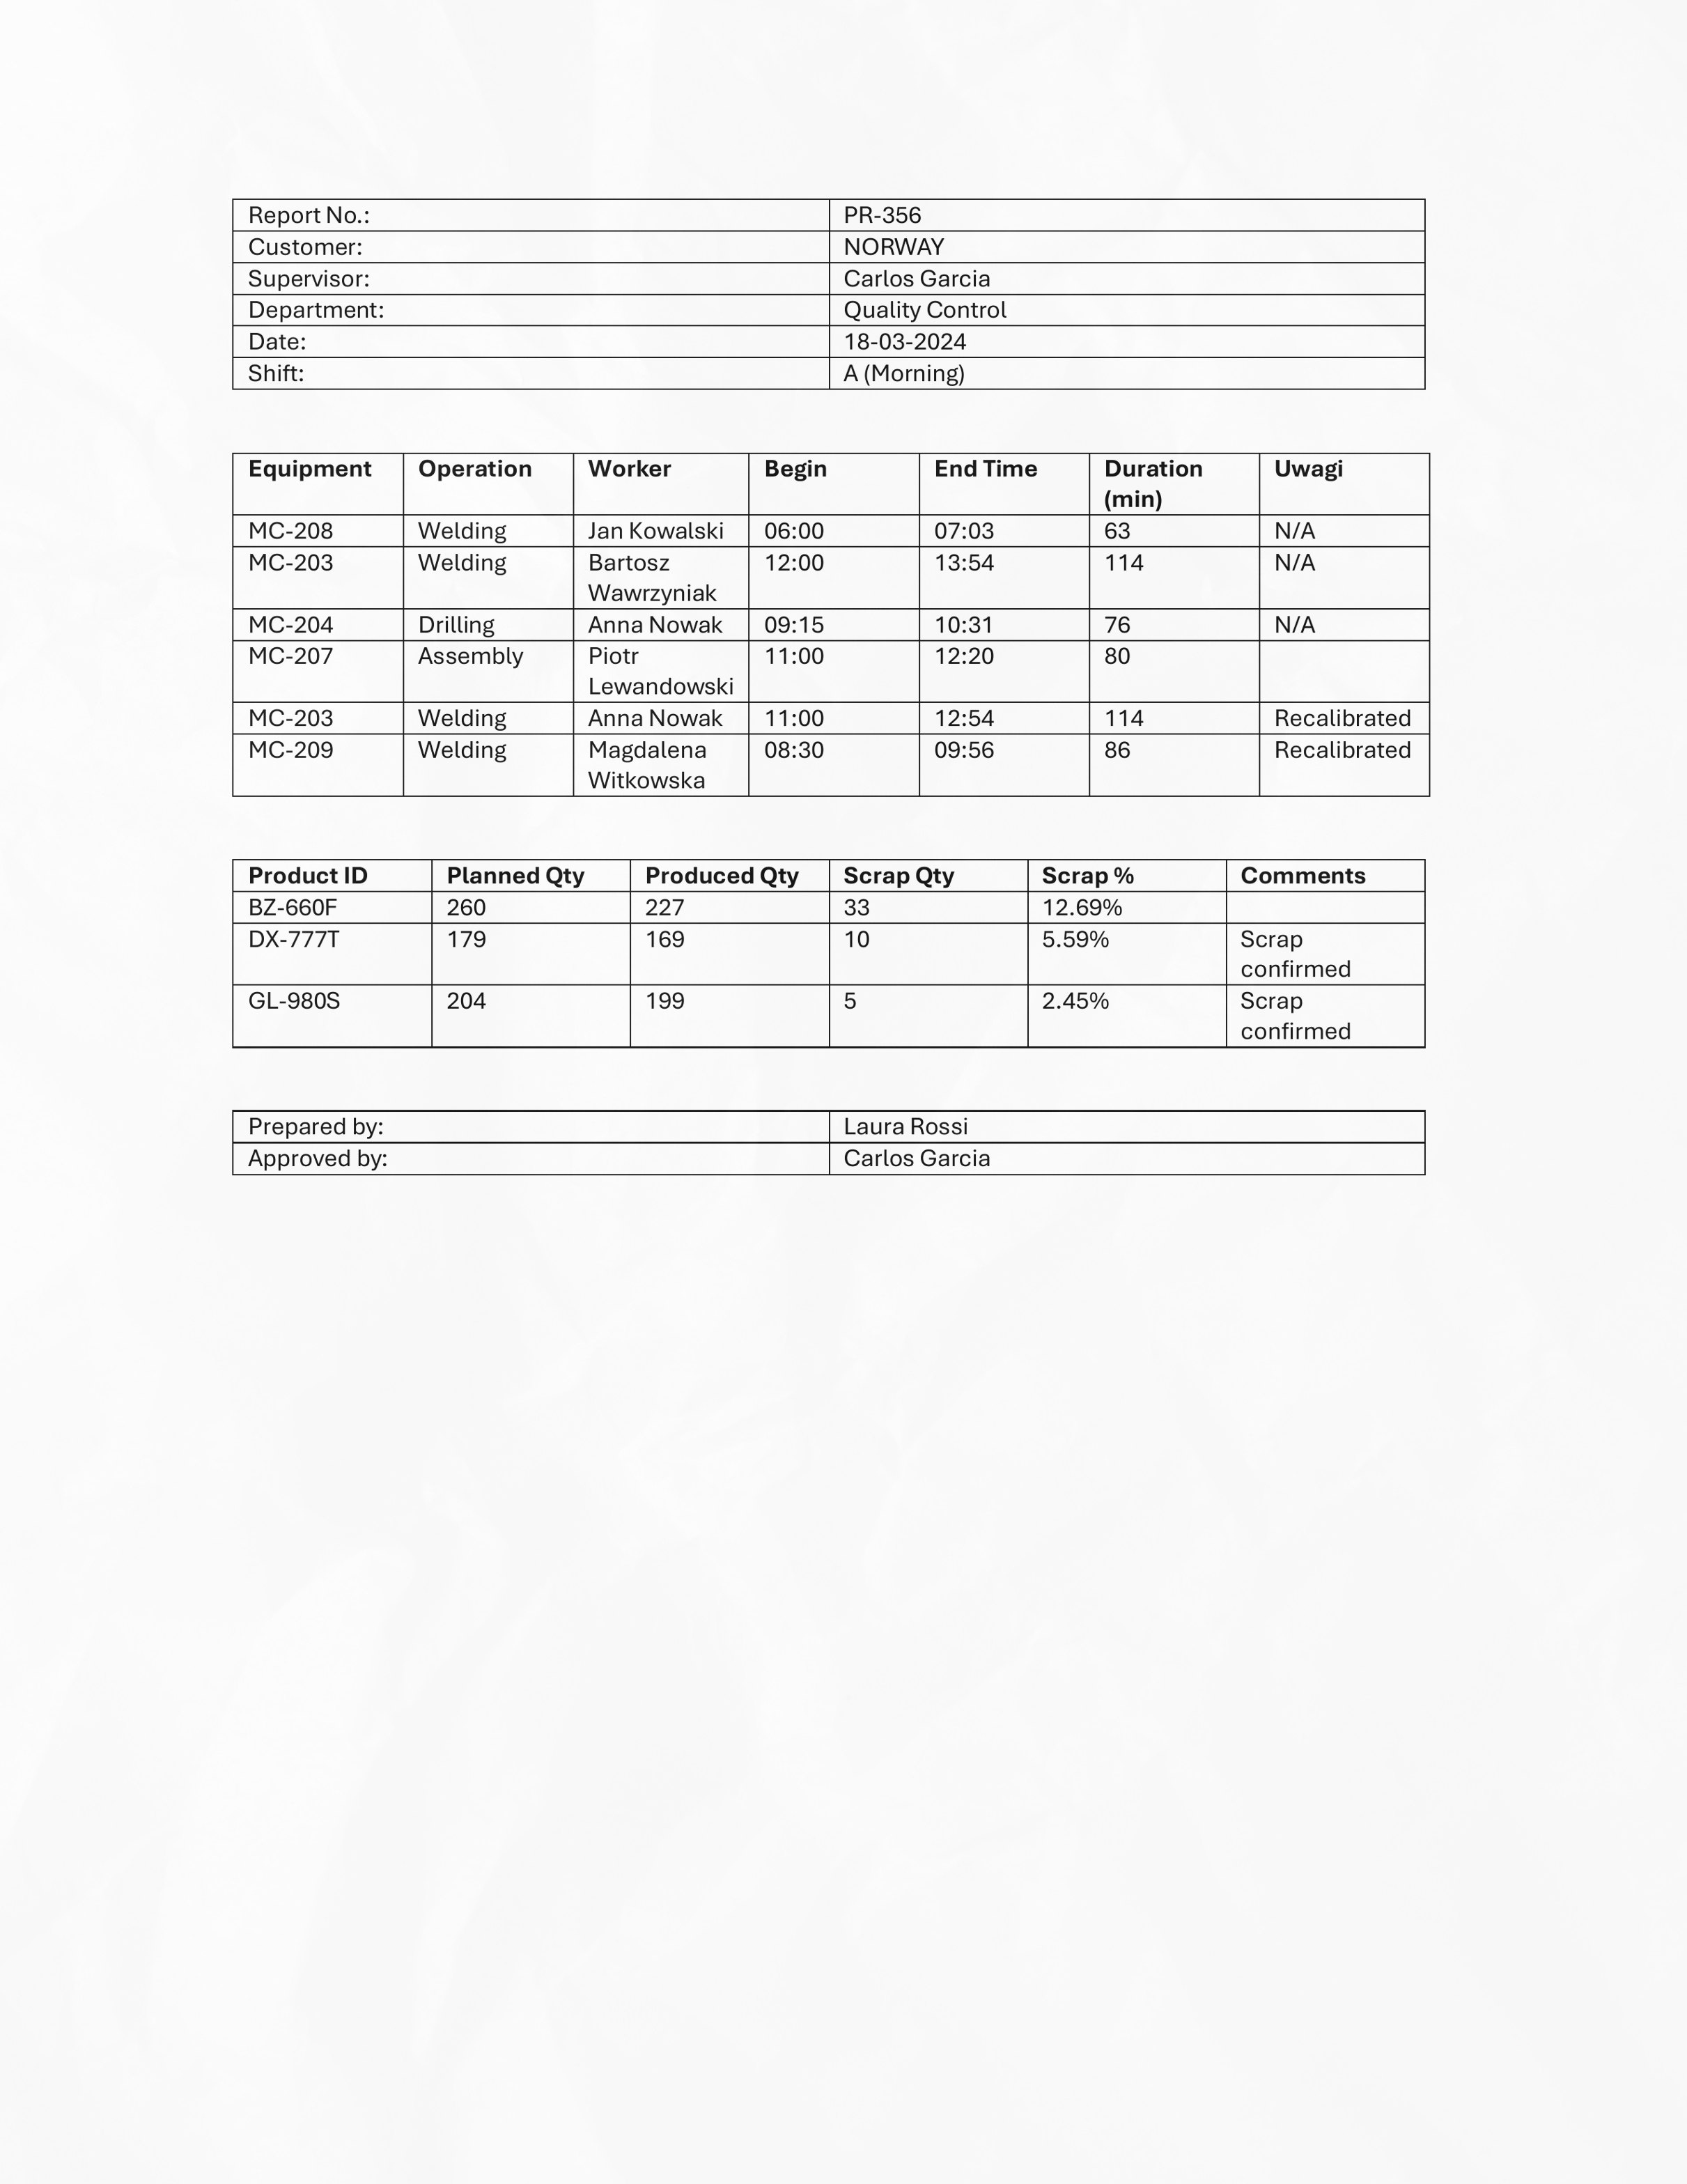 Report No.: PR-356
Customer: NORWAY
Supervisor: Carlos Garcia
Department: Quality Control
Date: 18-03-2024
Shift: A (Morning)
Equipment Operation Worker Begin End Time Duration Uwagi
(min)
MC-208 Welding Jan Kowalski 06:00 07:03 63 N/A
MC-203 Welding Bartosz 12:00 13:54 114 N/A
Wawrzyniak
MC-204 Drilling Anna Nowak 09:15 10:31 76 N/A
MC-207 Assembly Piotr 11:00 12:20 80
Lewandowski
MC-203 Welding Anna Nowak 11:00 12:54 114 Recalibrated
MC-209 Welding Magdalena 08:30 09:56 86 Recalibrated
Witkowska
Product ID Planned Qty Produced Qty Scrap Qty Scrap % Comments
BZ-660F 260 227 33 12.69%
DX-777T 179 169 10 5.59% Scrap
confirmed
GL-980S 204 199 5 2.45% Scrap
confirmed
Prepared by: Laura Rossi
Approved by: Carlos Garcia